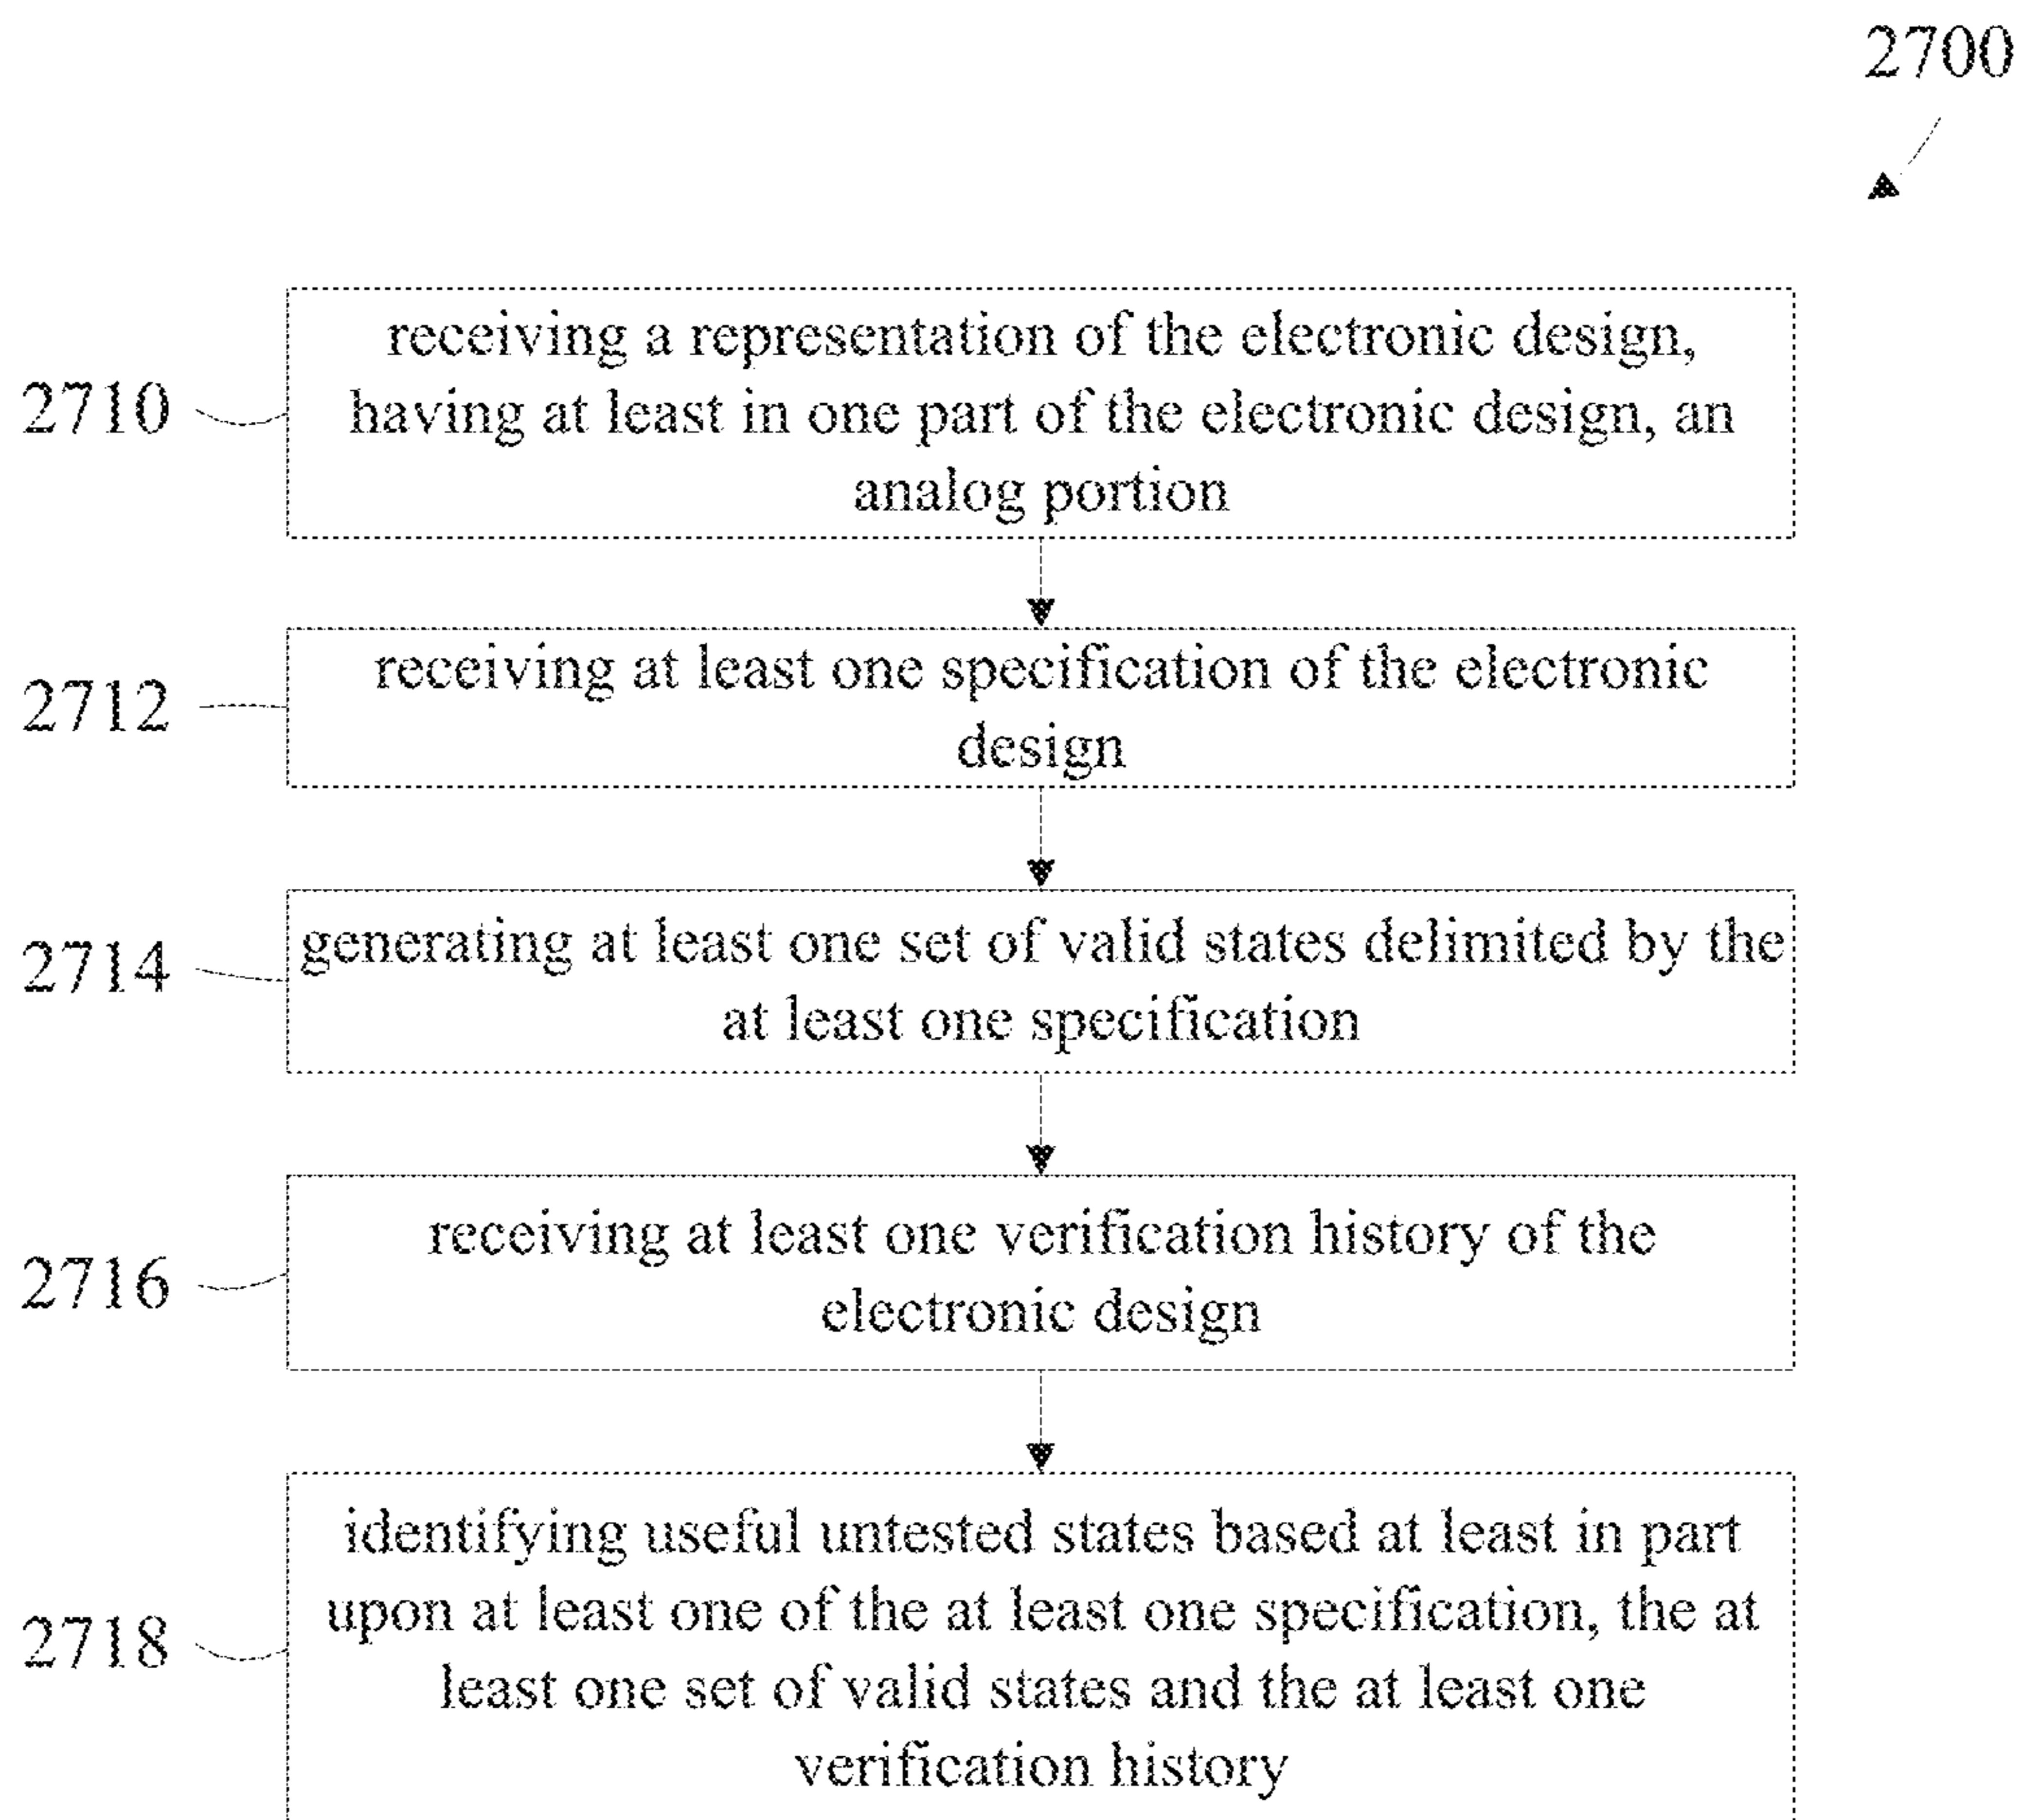 2700
2710
receiving a representation of the electronic design,
having at least in one part of the electronic design, an
analog portion
2712
receiving at least one specification of the electronic
design
2714
generating at least one set of valid states delimited by the
at least one specification
2716
receiving at least one verification history of the
electronic design
2718
identifying useful untested states based at least in part
upon at least one of the at least one specification, the at
least one set of valid states and the at least one
verification history